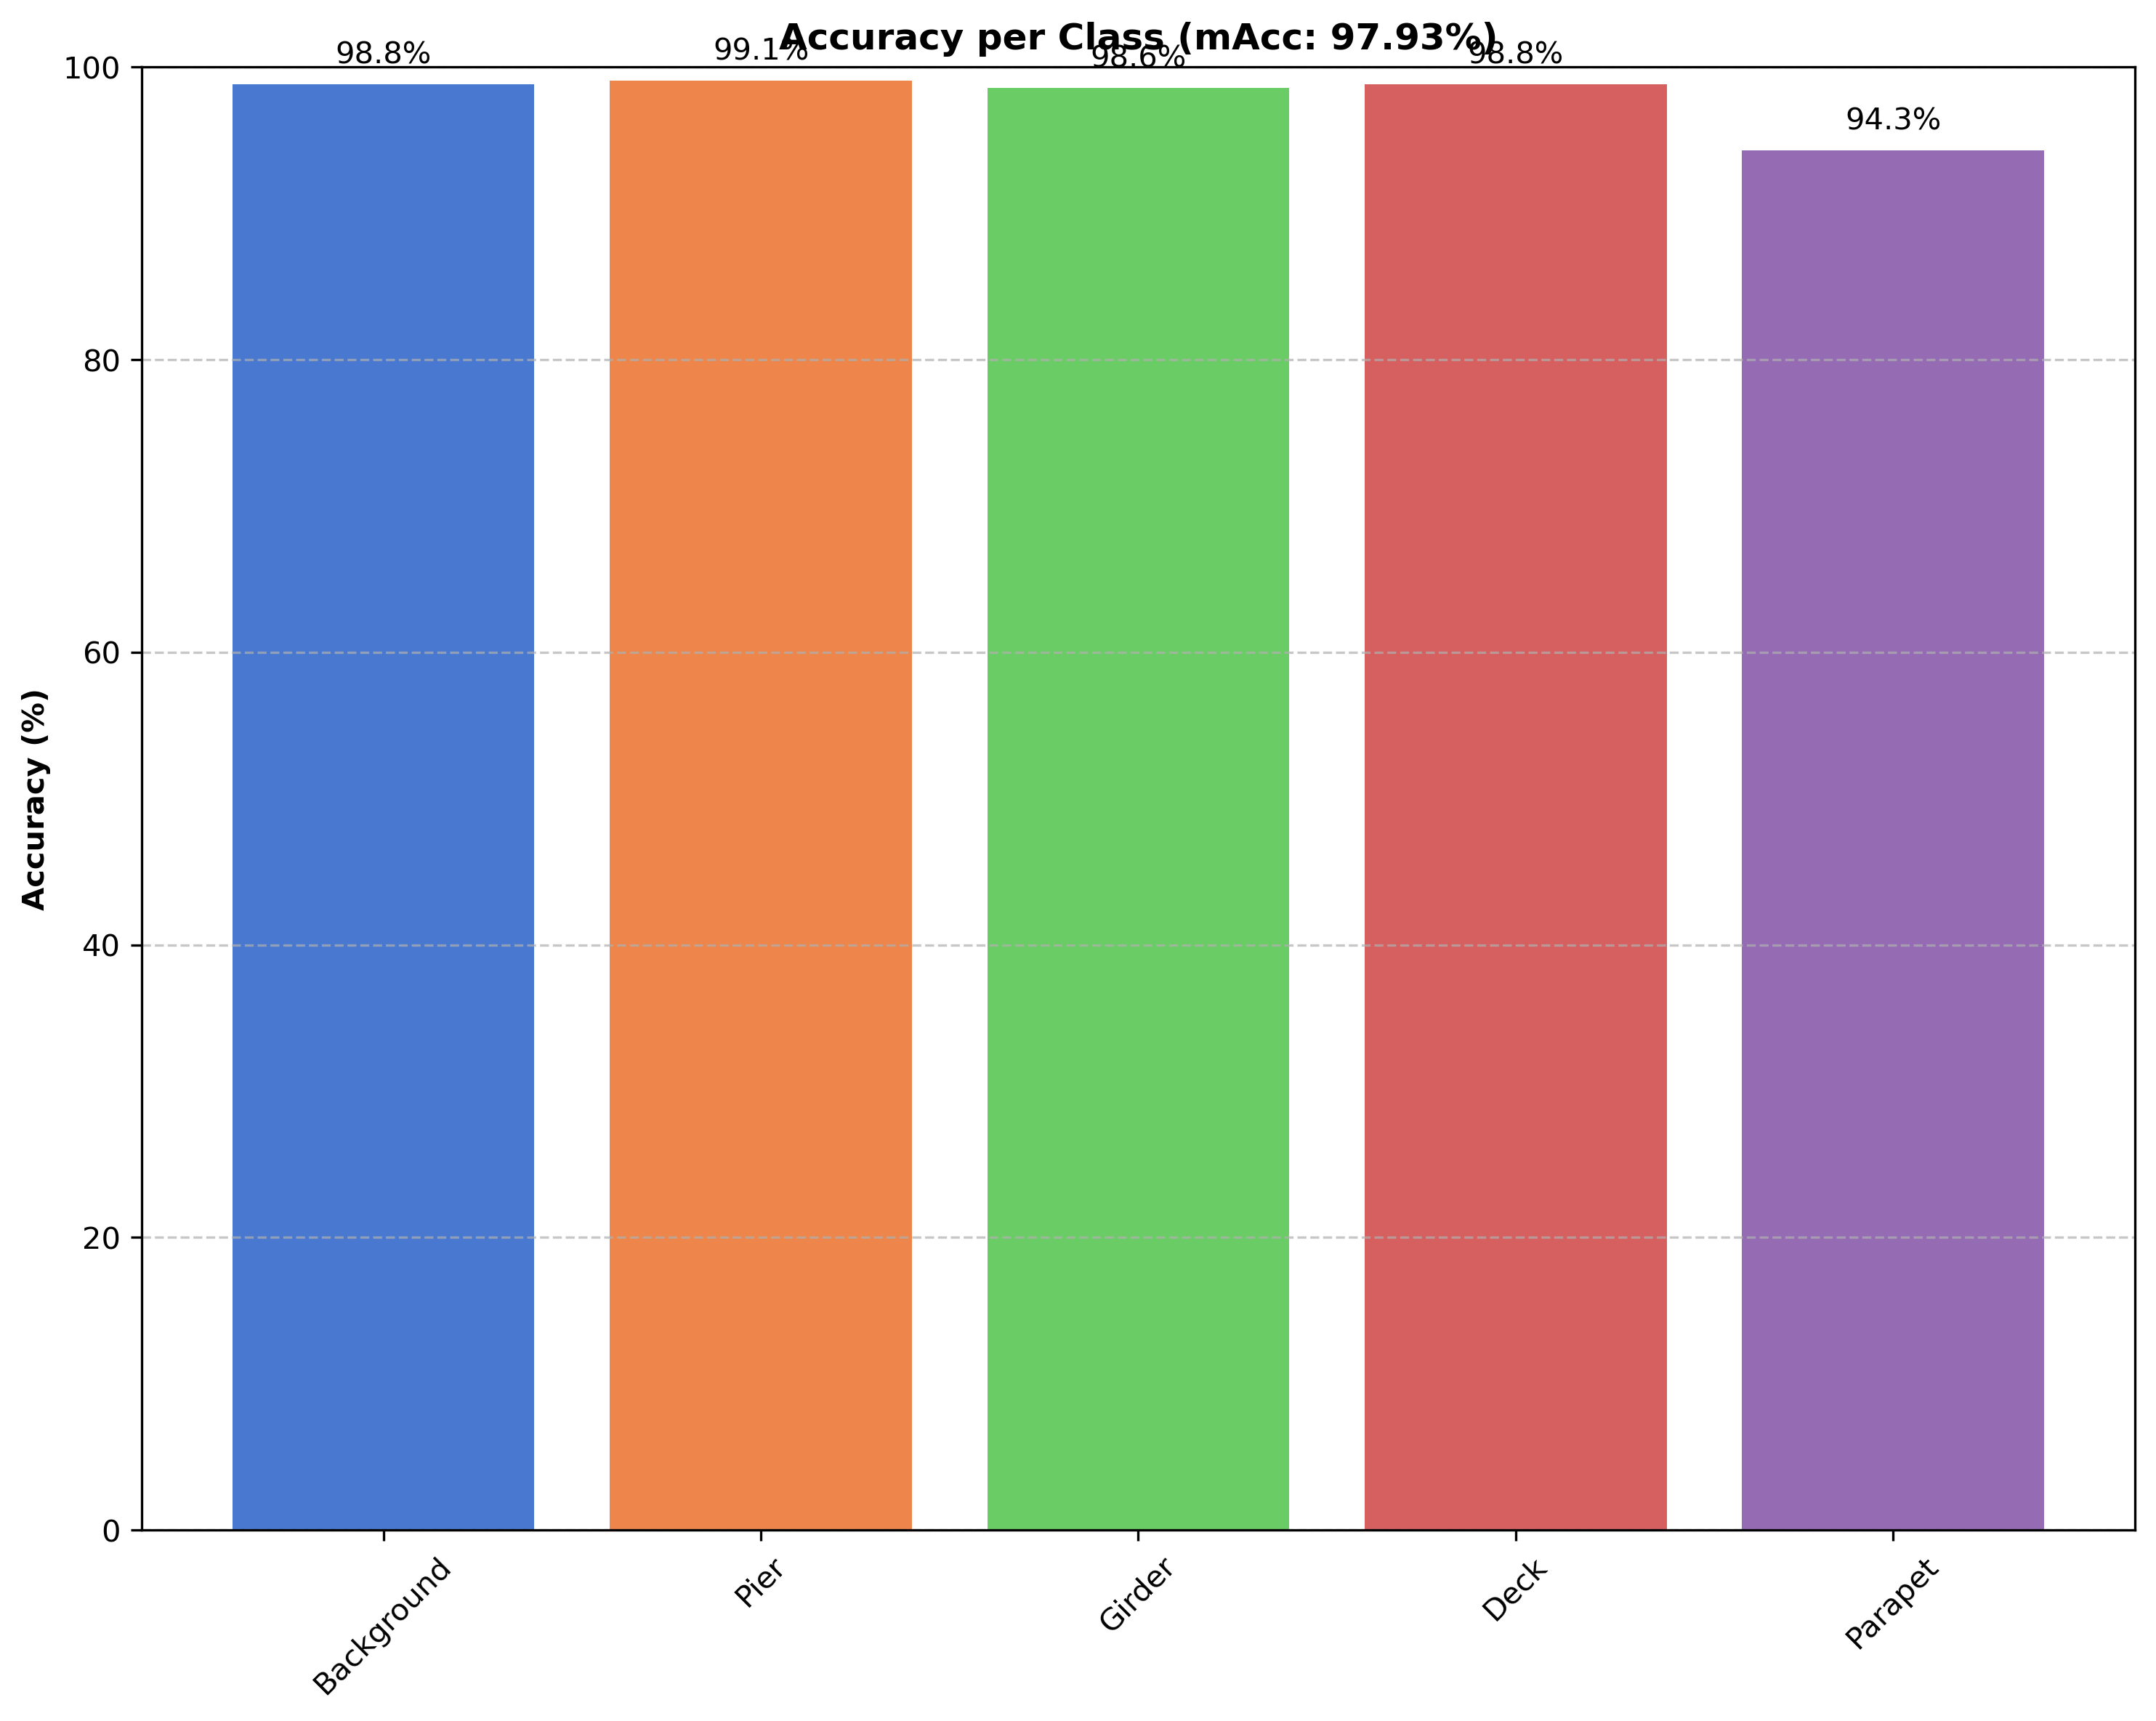 Accuracy per Class (mAcc: 97.93%)
98.8%
99.1%
98.6%
98.8%
94.3%
100
80
60
40
20
0
Accuracy (%)
Background
Pier
Girder
Deck
Parapet